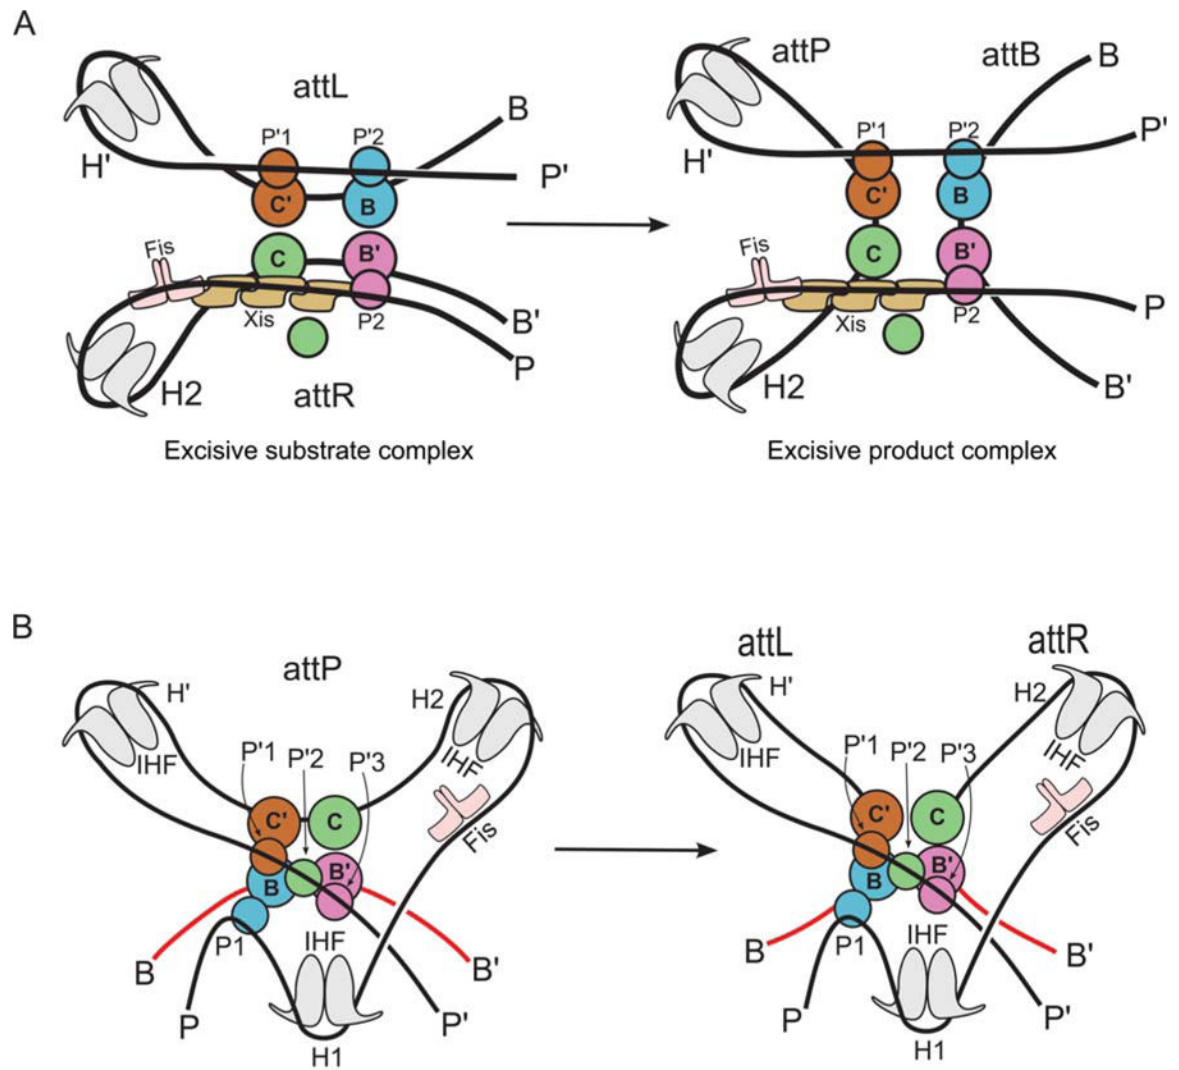 A
attL
P'1
P'2
B
H'
P'
C'
B
Fis
C
B'
Xis
P2
B'
P
H2
attR
Excisive substrate complex
attP
attB
B
P'1
P'2
P'
H'
C'
B
Fis
C
B'
Xis
P2
P
H2
B'
Excisive product complex
B
attP
H'
H2
IHF
P'1
P'2
P'3
IHF
C'
C
Fis
B
B'
P1
IHF
B
B'
P
P'
H1
attL
attR
H'
H2
IHF
P'1
P'2
P'3
IHF
C'
C
Fis
B
B'
P1
IHF
B
B'
P
P'
H1